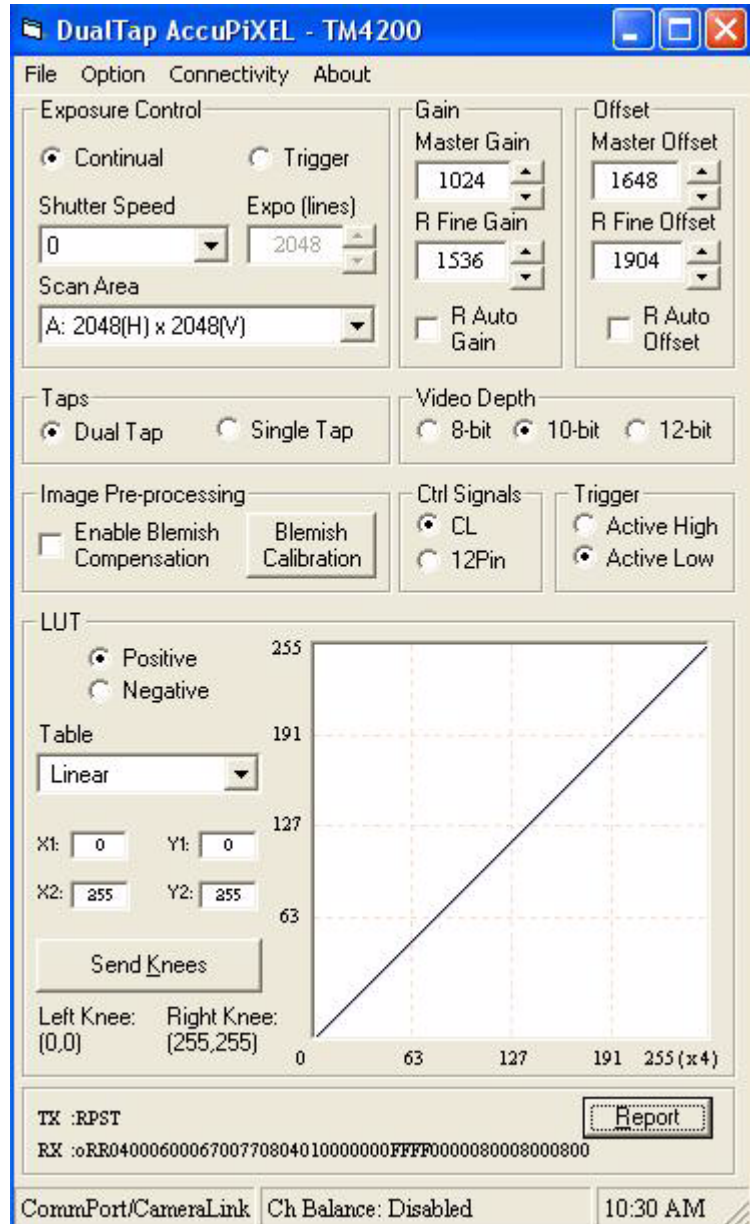 DualTap AccuPiXEL - TM4200
File Option Connectivity About
Exposure Control
Continual Trigger
Shutter Speed Expo (lines)
0 2048
Scan Area
A: 2048(H) x 2048(V)
Gain
Master Gain
1024
R Fine Gain
1536
R Auto
Gain
Offset
Master Offset
1648
R Fine Offset
1904
R Auto
Offset
Taps
Dual Tap Single Tap
Video Depth
8-bit 10-bit 12-bit
Image Pre-processing
Enable Blemish
Compensation
Blemish
Calibration
Ctrl Signals
CL
12Pin
Trigger
Active High
Active Low
LUT
Positive
Negative
Table
Linear
X1: 0 Y1: 0
X2: 255 Y2: 255
Send Knees
Left Knee: Right Knee:
(0,0) (255,255)
255
191
127
63
0 63 127 191 255(x4)
TX :RPST
Report
RX :oRR04000600067007708040100000000FFFF0000080008000800
CommPort/CameraLink Ch Balance: Disabled 10:30 AM